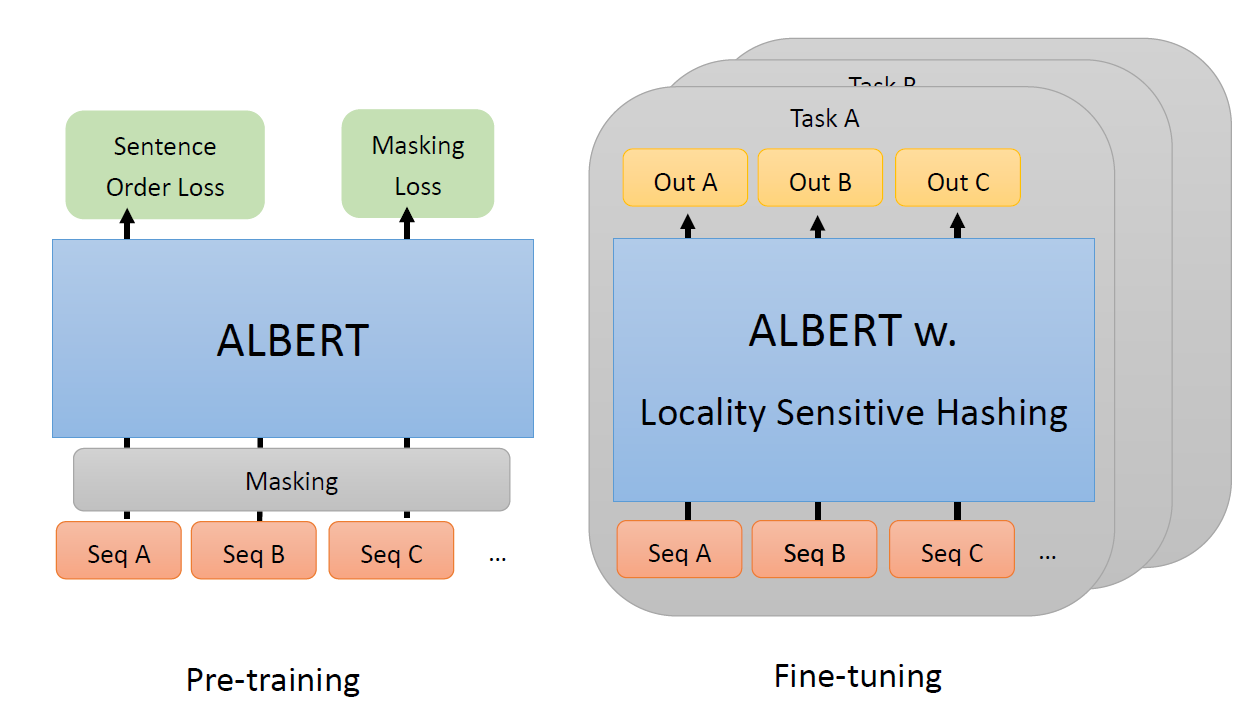 Sentence
Order Loss
Masking
Loss
ALBERT
Masking
Seq A
Seq B
Seq C
...
Pre-training
Task B
Task A
Out A
Out B
Out C
ALBERT w.
Locality Sensitive Hashing
Seq A
Seq B
Seq C
...
Fine-tuning